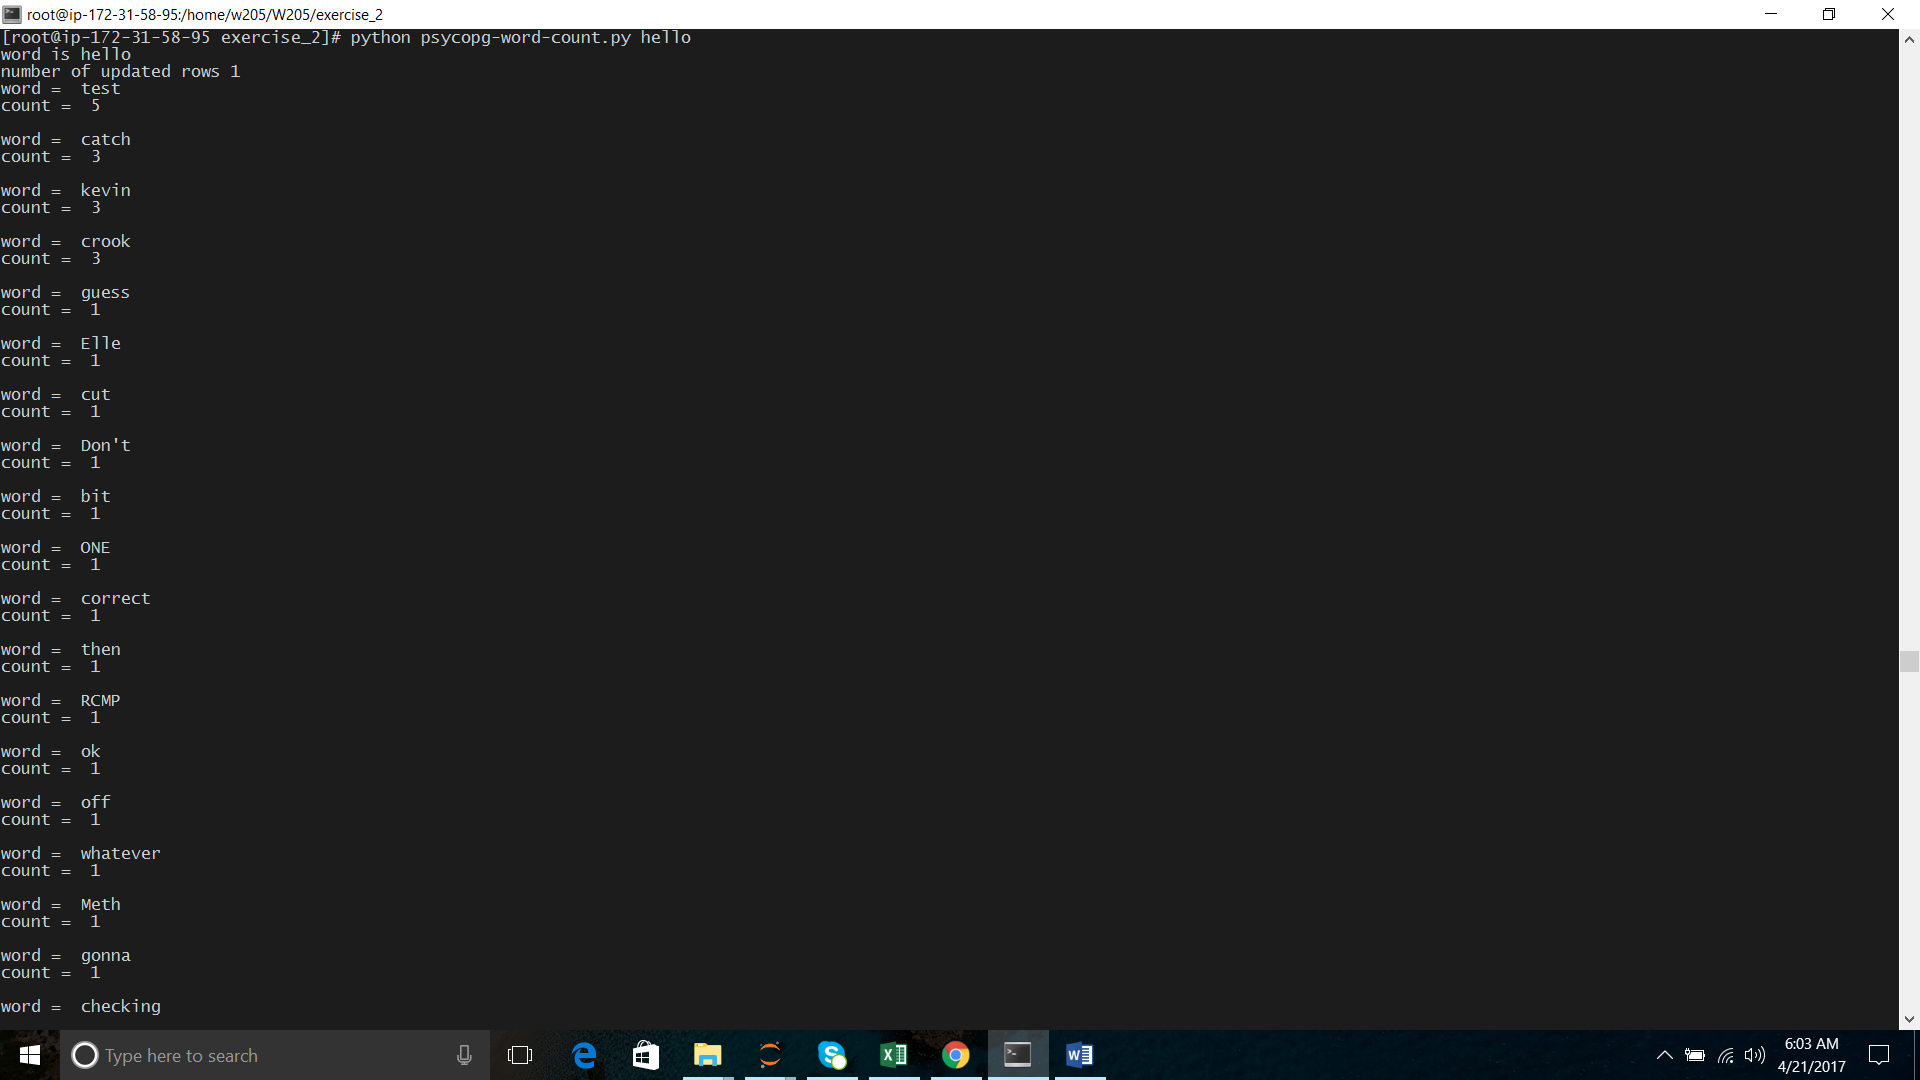 root@ip-172-31-58-95:/home/w205/W205/exercise_2
[root@ip-172-31-58-95 exercise_2]# python psycopg-word-count.py hello
word is hello
number of updated rows 1
word =  test
count =  5
word =  catch
count =  3
word =  kevin
count =  3
word =  crook
count =  3
word =  guess
count =  1
word =  Elle
count =  1
word =  cut
count =  1
word =  Don't
count =  1
word =  bit
count =  1
word =  ONE
count =  1
word =  correct
count =  1
word =  then
count =  1
word =  RCMP
count =  1
word =  ok
count =  1
word =  off
count =  1
word =  whatever
count =  1
word =  Meth
count =  1
word =  gonna
count =  1
word =  checking
Type here to search
6:03 AM
4/21/2017